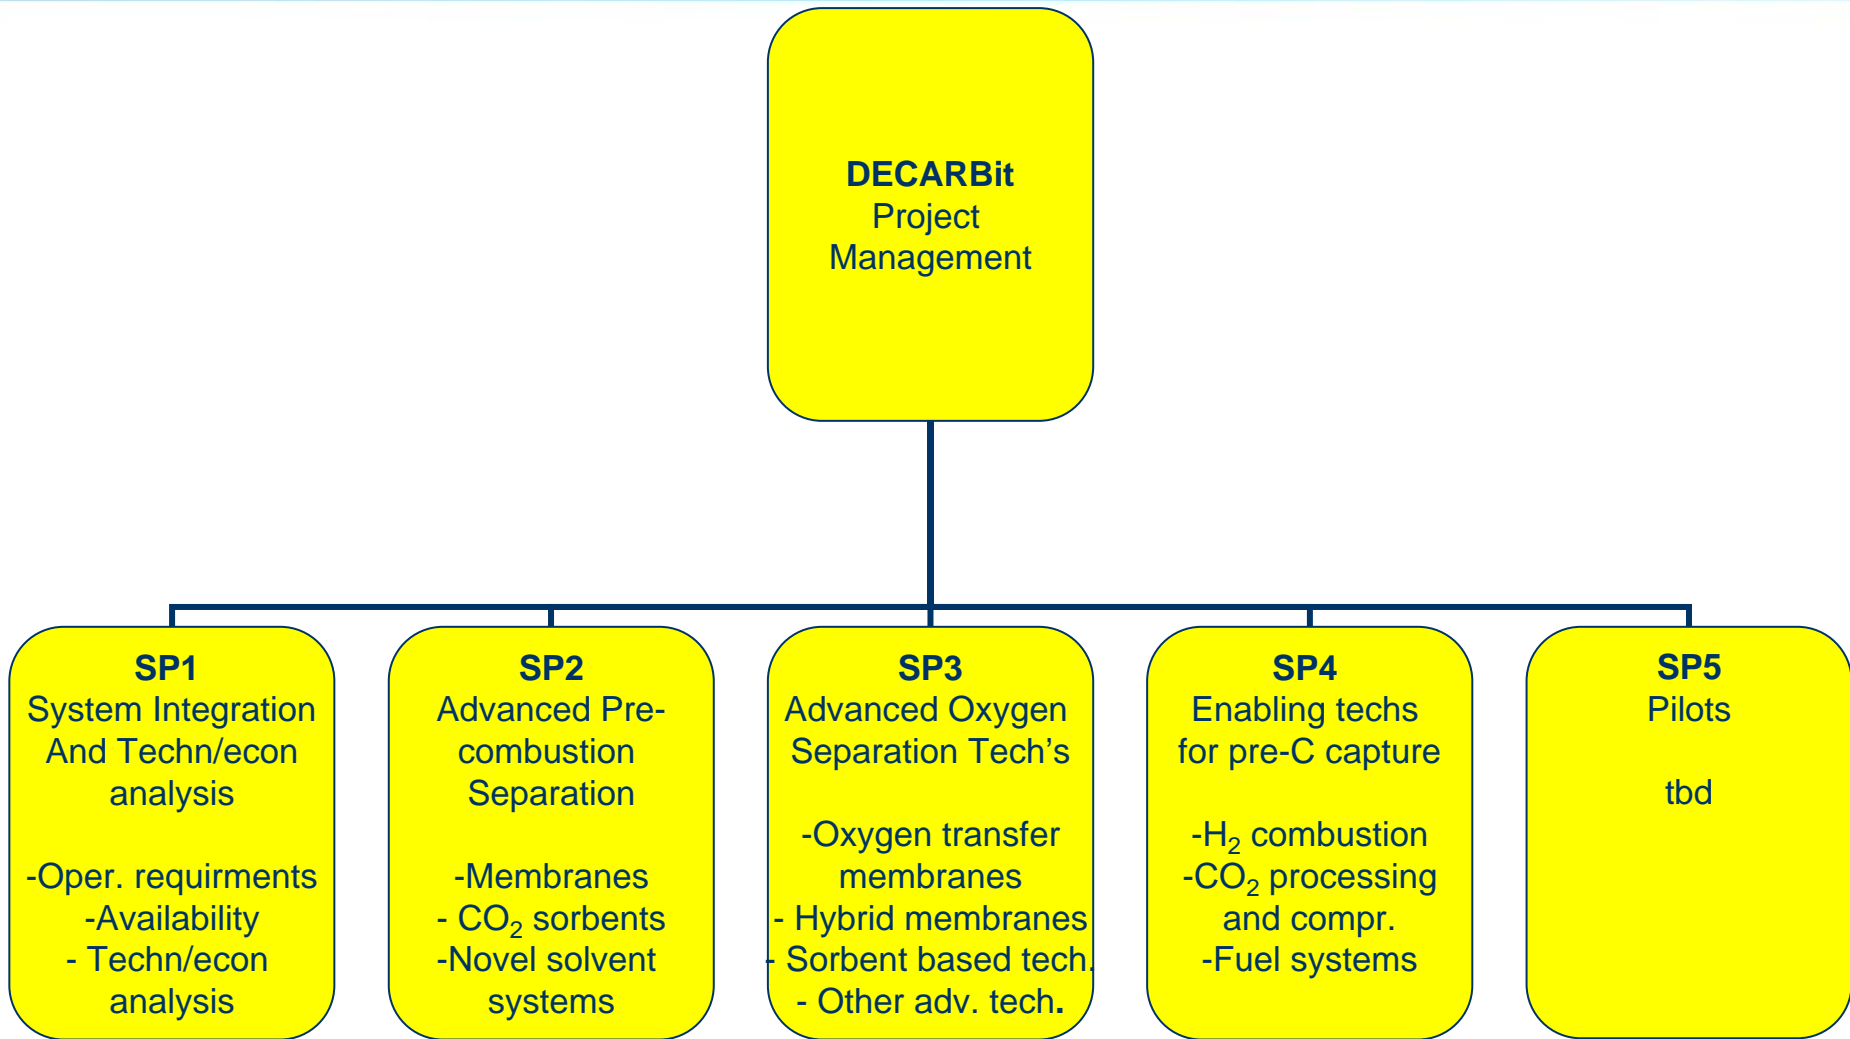 DECARBit
Project
Management
SP1
System Integration
And Techn/econ
analysis
-Oper. requirments
-Availability
- Techn/econ
analysis
SP2
Advanced Pre-
combustion
Separation
-Membranes
- CO₂ sorbents
-Novel solvent
systems
SP3
Advanced Oxygen
Separation Tech’s
-Oxygen transfer
membranes
- Hybrid membranes
- Sorbent based tech.
- Other adv. tech.
SP4
Enabling techs
for pre-C capture
-H₂ combustion
-CO₂ processing
and compr.
-Fuel systems
SP5
Pilots
tbd